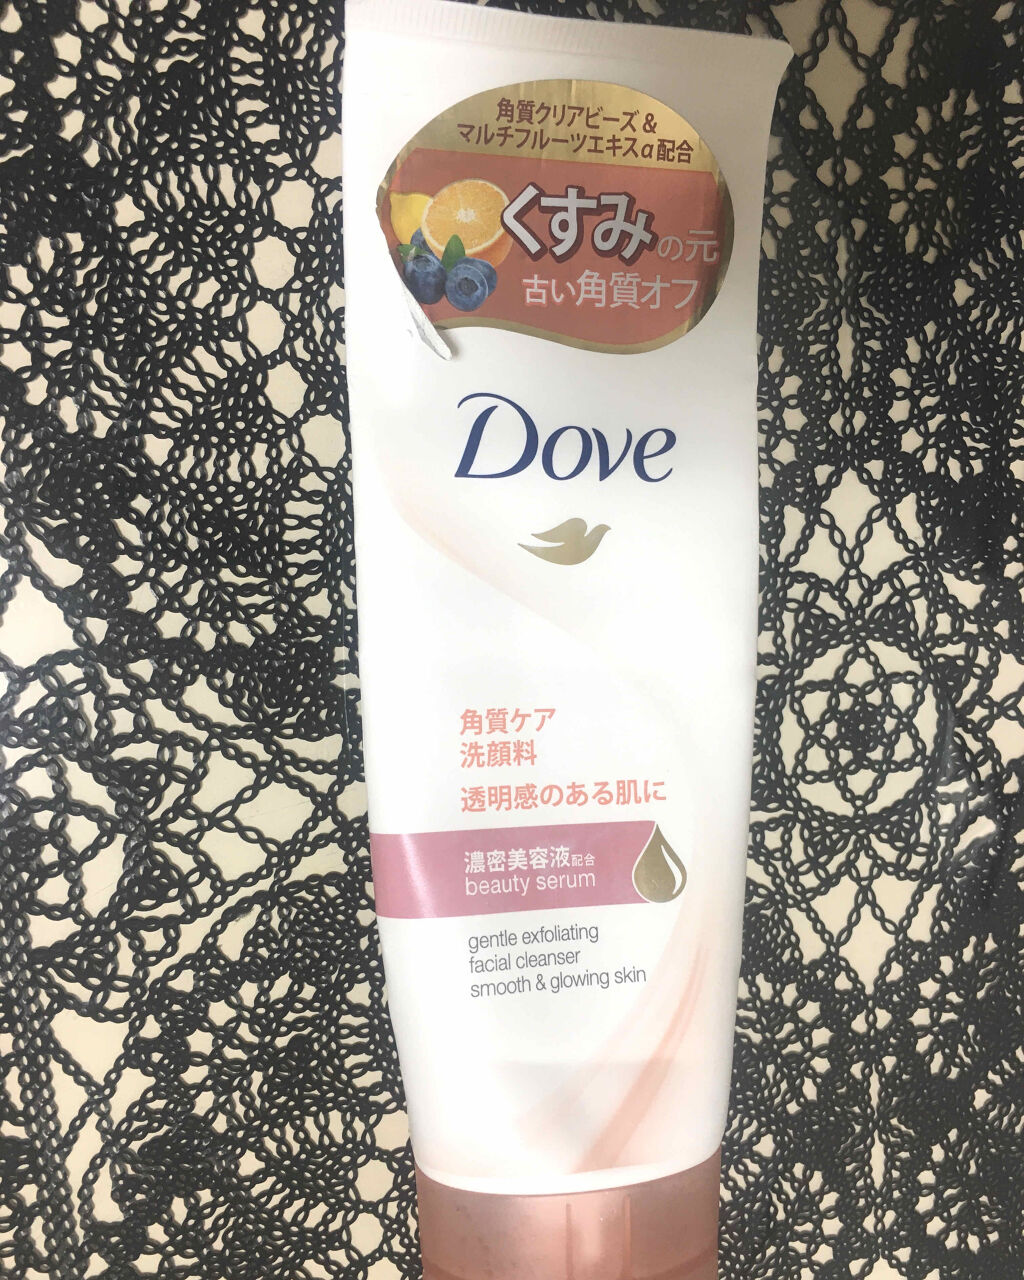 角質クリアビーズ&
マルチフルーツエキスα配合
くすみの元
古い角質オフ
Dove
角質ケア
洗顔料
透明感のある肌に
濃密美容液配合
beauty serum
gentle exfoliating
facial cleanser
smooth & glowing skin